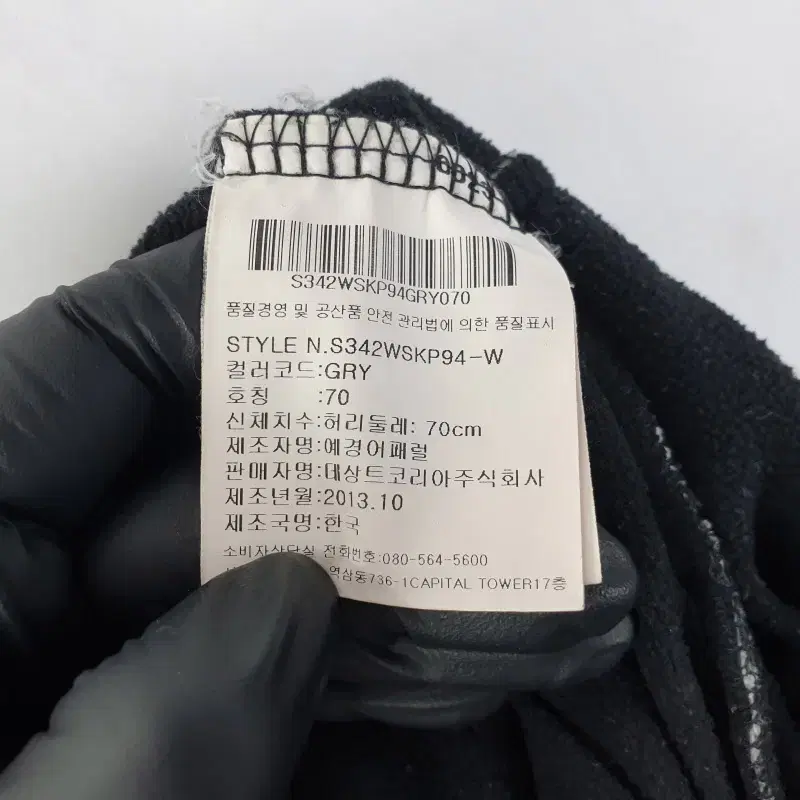 S342WSKP94GRY070
품질경영 및 공산품 안전 관리법에 의한 품질표시
STYLE N.S342WSKP94-W
컬러코드:GRY
호칭 :70
신체치수:허리둘레: 70cm
제조자명:예경어패럴
판매자명:데상트코리아주식회사
제조년월:2013.10
제조국명:한국
소비자상담실 전화번호:080-564-5600
역삼동736-1CAPITAL TOWER17층